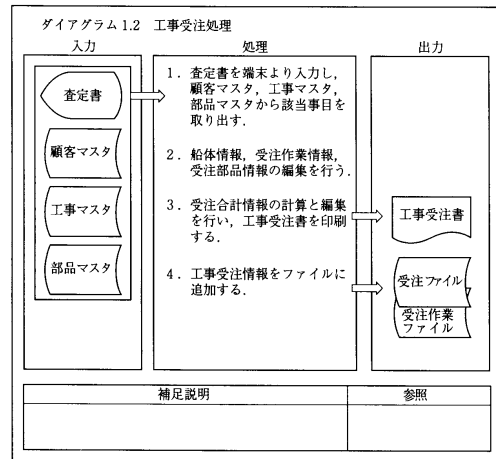 ダイアグラム1.2 工事受注処理
入力
処理
出力
査定書
顧客マスタ
工事マスタ
部品マスタ
1．査定書を端末より入力し，
顧客マスタ，工事マスタ，
部品マスタから該当事目を
取り出す．
2．船体情報，受注作業情報，
受注部品情報の編集を行う．
3．受注合計情報の計算と編集
を行い，工事受注書を印刷
する．
4．工事受注情報をファイルに
追加する．
工事受注書
受注ファイル
受注作業
ファイル
補足説明
参照